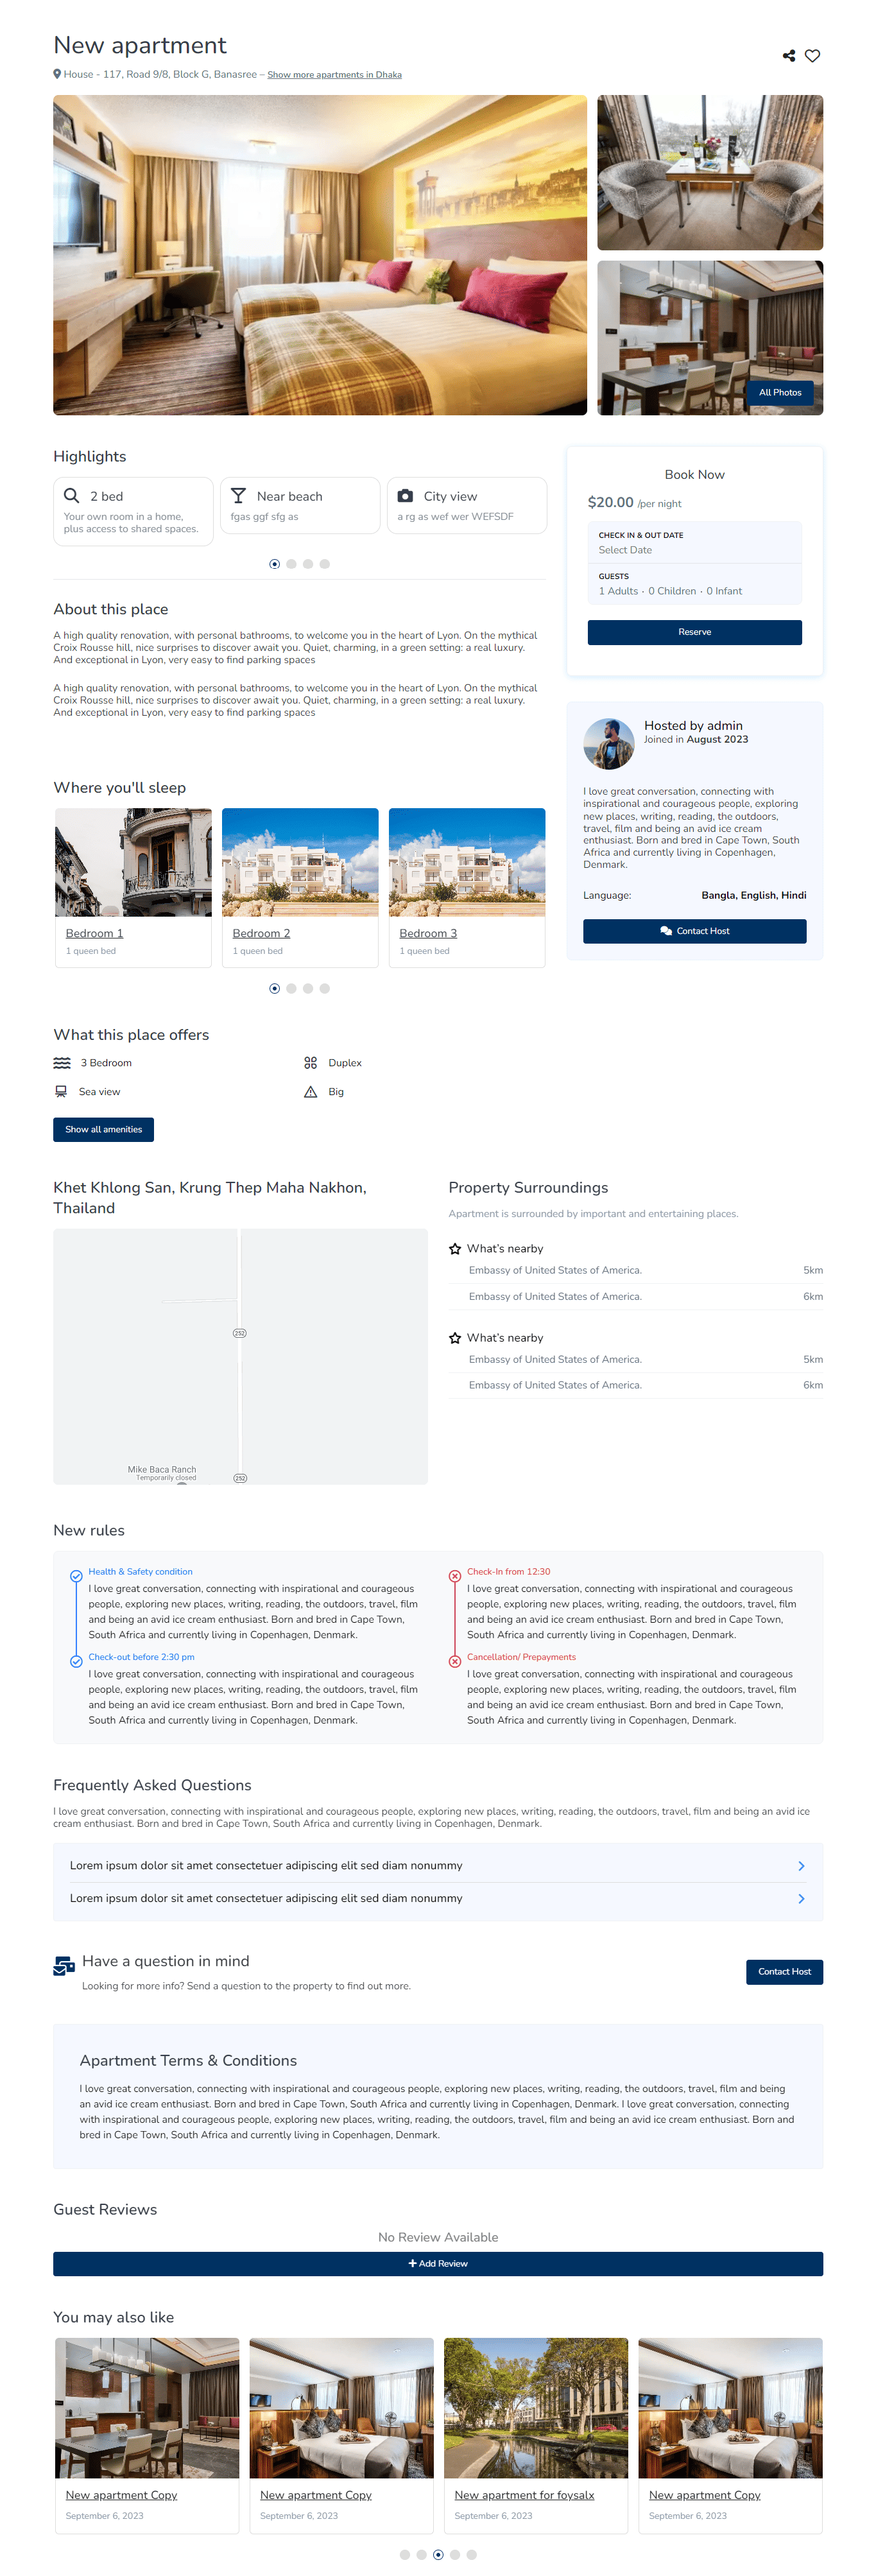 New apartment
House - 117, Road 9/8, Block G, Banasree – Show more apartments in Dhaka
All Photos
Highlights
2 bed
Your own room in a home,
plus access to shared spaces.
Near beach
fgas ggf sfg as
City view
a rg as wef wer WEFSDF
Book Now
$20.00 /per night
CHECK IN & OUT DATE
Select Date
GUESTS
1 Adults · 0 Children · 0 Infant
Reserve
About this place
A high quality renovation, with personal bathrooms, to welcome you in the heart of Lyon. On the mythical
Croix Rousse hill, nice surprises to discover await you. Quiet, charming, in a green setting: a real luxury.
And exceptional in Lyon, very easy to find parking spaces
A high quality renovation, with personal bathrooms, to welcome you in the heart of Lyon. On the mythical
Croix Rousse hill, nice surprises to discover await you. Quiet, charming, in a green setting: a real luxury.
And exceptional in Lyon, very easy to find parking spaces
Hosted by admin
Joined in August 2023
I love great conversation, connecting with
inspirational and courageous people, exploring
new places, writing, reading, the outdoors,
travel, film and being an avid ice cream
enthusiast. Born and bred in Cape Town, South
Africa and currently living in Copenhagen,
Denmark.
Language: Bangla, English, Hindi
Contact Host
Where you'll sleep
Bedroom 1
1 queen bed
Bedroom 2
1 queen bed
Bedroom 3
1 queen bed
What this place offers
3 Bedroom
Duplex
Sea view
Big
Show all amenities
Khet Khlong San, Krung Thep Maha Nakhon,
Thailand
252
Mike Baca Ranch
Temporarily closed
252
Property Surroundings
Apartment is surrounded by important and entertaining places.
What's nearby
Embassy of United States of America. 5km
Embassy of United States of America. 6km
What's nearby
Embassy of United States of America. 5km
Embassy of United States of America. 6km
New rules
Health & Safety condition
I love great conversation, connecting with inspirational and courageous
people, exploring new places, writing, reading, the outdoors, travel, film
and being an avid ice cream enthusiast. Born and bred in Cape Town,
South Africa and currently living in Copenhagen, Denmark.
Check-out before 2:30 pm
I love great conversation, connecting with inspirational and courageous
people, exploring new places, writing, reading, the outdoors, travel, film
and being an avid ice cream enthusiast. Born and bred in Cape Town,
South Africa and currently living in Copenhagen, Denmark.
Check-In from 12:30
I love great conversation, connecting with inspirational and courageous
people, exploring new places, writing, reading, the outdoors, travel, film
and being an avid ice cream enthusiast. Born and bred in Cape Town,
South Africa and currently living in Copenhagen, Denmark.
Cancellation/ Prepayments
I love great conversation, connecting with inspirational and courageous
people, exploring new places, writing, reading, the outdoors, travel, film
and being an avid ice cream enthusiast. Born and bred in Cape Town,
South Africa and currently living in Copenhagen, Denmark.
Frequently Asked Questions
I love great conversation, connecting with inspirational and courageous people, exploring new places, writing, reading, the outdoors, travel, film and being an avid ice
cream enthusiast. Born and bred in Cape Town, South Africa and currently living in Copenhagen, Denmark.
Lorem ipsum dolor sit amet consectetuer adipiscing elit sed diam nonummy
Lorem ipsum dolor sit amet consectetuer adipiscing elit sed diam nonummy
Have a question in mind
Looking for more info? Send a question to the property to find out more.
Contact Host
Apartment Terms & Conditions
I love great conversation, connecting with inspirational and courageous people, exploring new places, writing, reading, the outdoors, travel, film and being
an avid ice cream enthusiast. Born and bred in Cape Town, South Africa and currently living in Copenhagen, Denmark. I love great conversation, connecting
with inspirational and courageous people, exploring new places, writing, reading, the outdoors, travel, film and being an avid ice cream enthusiast. Born and
bred in Cape Town, South Africa and currently living in Copenhagen, Denmark.
Guest Reviews
No Review Available
Add Review
You may also like
New apartment Copy
September 6, 2023
New apartment Copy
September 6, 2023
New apartment for foysalx
September 6, 2023
New apartment Copy
September 6, 2023